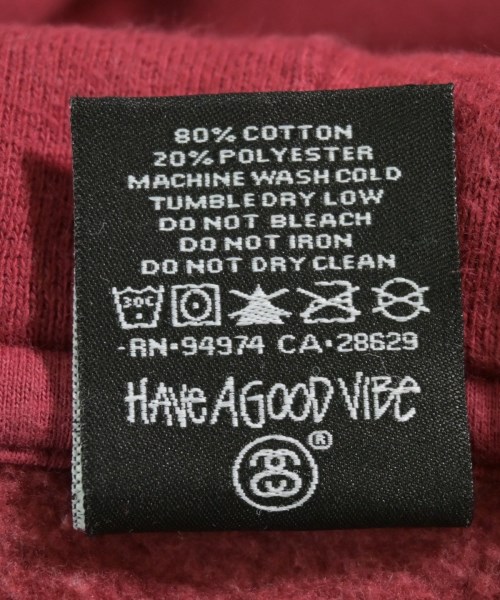 80% COTTON
20% POLYESTER
MACHINE WASH COLD
TUMBLE DRY LOW
DO NOT BLEACH
DO NOT IRON
DO NOT DRY CLEAN
30C
-RN•94974 CA•28629
HAVE A GOOD VIBE
®